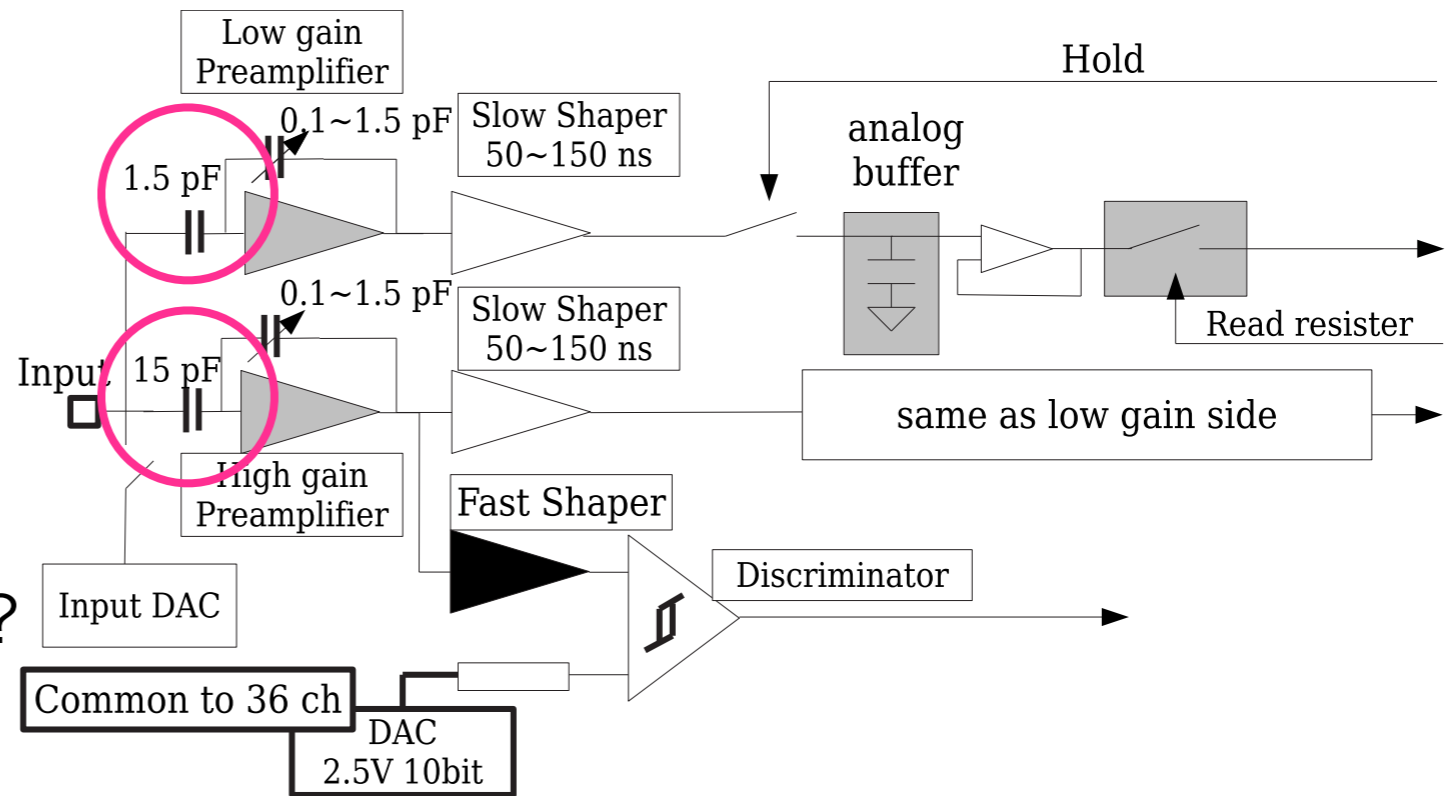 Low gain
Preamplifier
Hold
0.1~1.5 pF
Slow Shaper
50~150 ns
analog
buffer
1.5 pF
0.1~1.5 pF
Slow Shaper
50~150 ns
Read resister
Input
15 pF
same as low gain side
High gain
Preamplifier
Fast Shaper
Discriminator
?
Input DAC
Common to 36 ch
DAC
2.5V 10bit